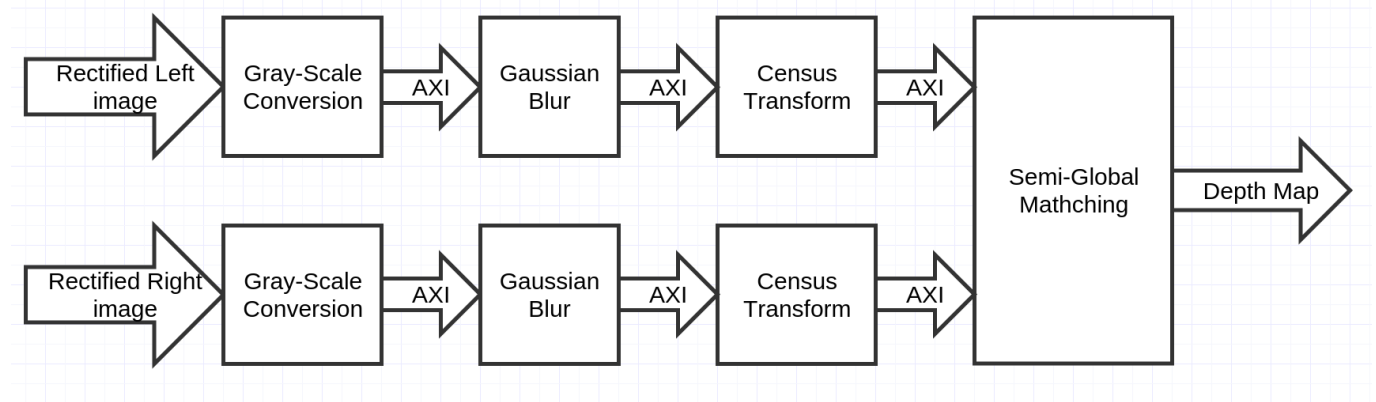 Rectified Left
image
Gray-Scale
Conversion
AXI
Gaussian
Blur
AXI
Census
Transform
AXI
Semi-Global
Mathching
Depth Map
Rectified Right
image
Gray-Scale
Conversion
AXI
Gaussian
Blur
AXI
Census
Transform
AXI